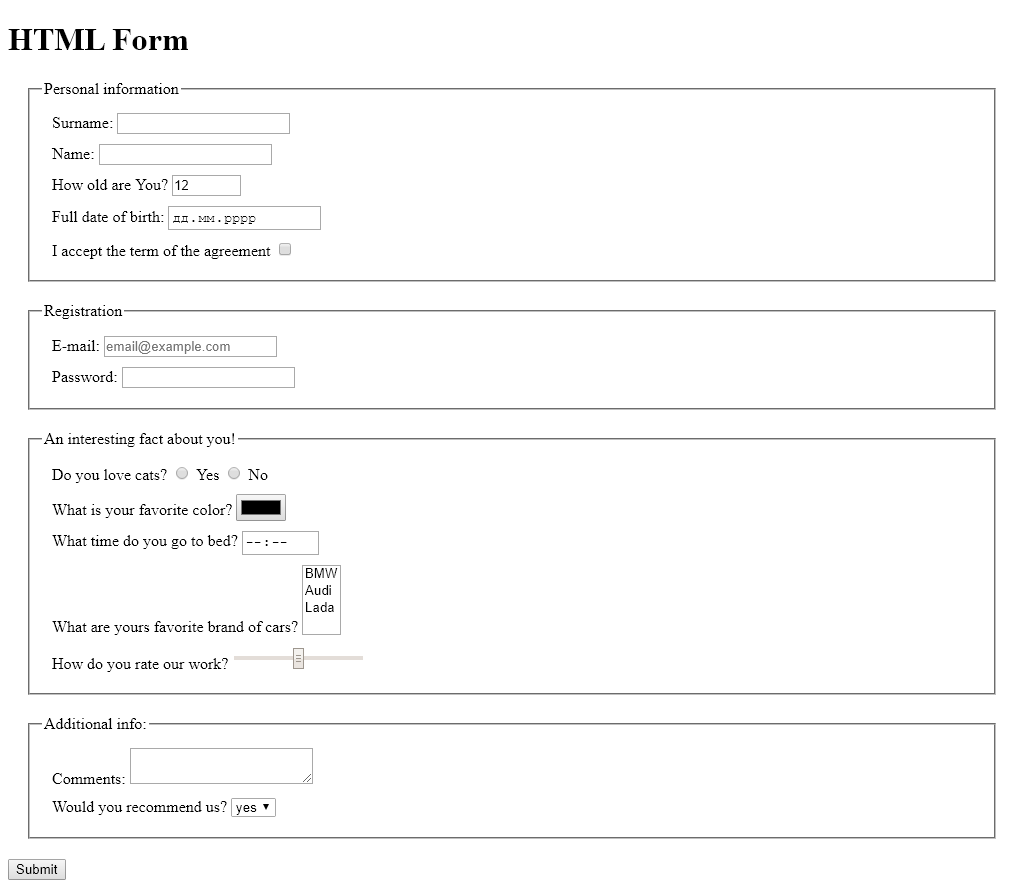 HTML Form
Personal information
Surname:
Name:
How old are You? 12
Full date of birth: дд.мм.рррр
I accept the term of the agreement
Registration
E-mail: email@example.com
Password:
An interesting fact about you!
Do you love cats? Yes No
What is your favorite color?
What time do you go to bed? --:--
BMW
Audi
Lada
What are yours favorite brand of cars?
How do you rate our work?
Additional info:
Comments:
Would you recommend us? yes
Submit